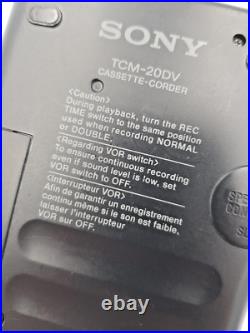 SONY
TCM-20DV
CASSETTE-CORDER
<Caution>
During playback, turn the REC
TIME switch to the same position
used when recording NORMAL
or DOUBLE.
<Regarding VOR switch>
To ensure continuous recording
even if sound level is low, set
VOR switch to OFF.
<Interrupteur VOR>
Afin de garantir un enregistrement
continu même si le son est faible,
laisser l'interrupteur
VOR sur OFF.
SPE
CON